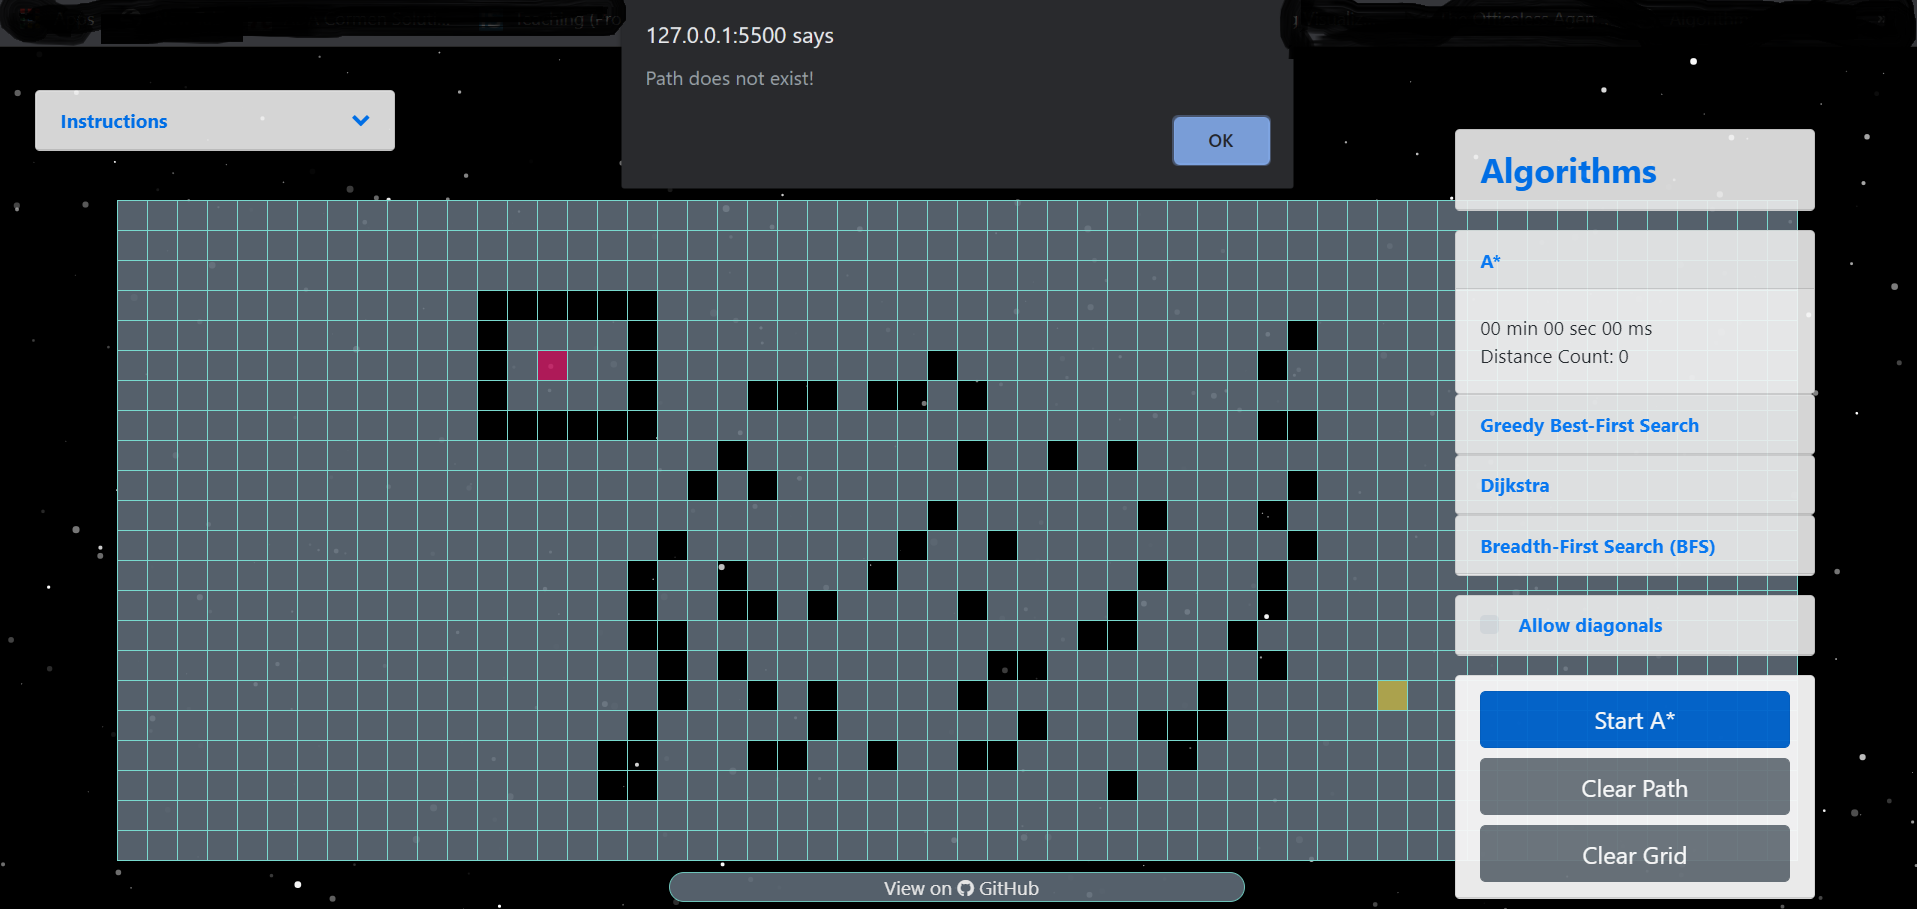 127.0.0.1:5500 says
Path does not exist!
OK
Instructions
Algorithms
A*
00 min 00 sec 00 ms
Distance Count: 0
Greedy Best-First Search
Dijkstra
Breadth-First Search (BFS)
Allow diagonals
Start A*
Clear Path
Clear Grid
View on GitHub